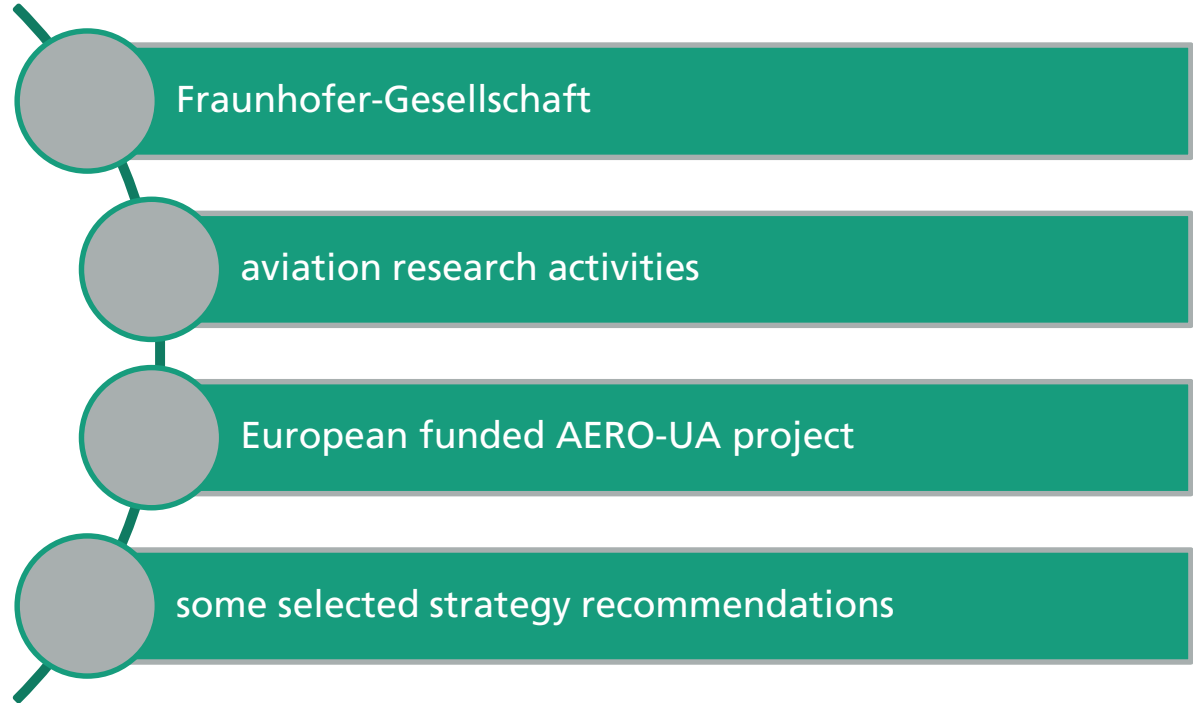 Fraunhofer-Gesellschaft
aviation research activities
European funded AERO-UA project
some selected strategy recommendations